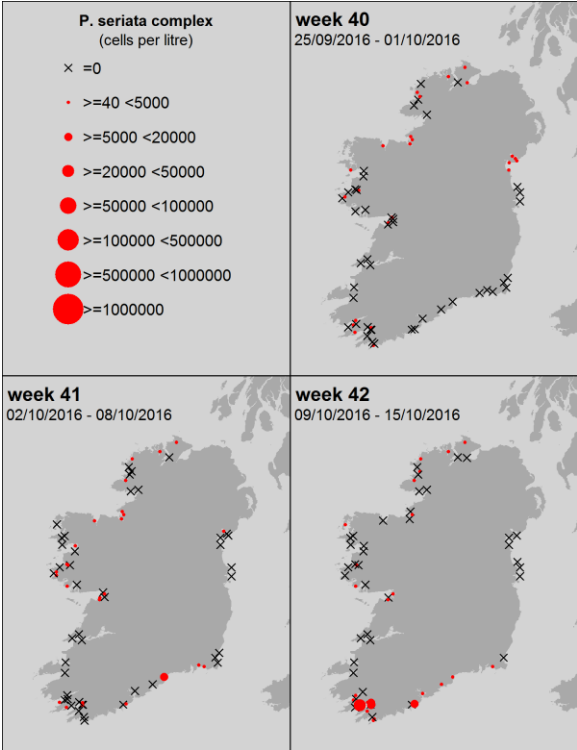 P. seriata complex
(cells per litre)
=0
>=40 <5000
>=5000 <20000
>=20000 <50000
>=50000 <100000
>=100000 <500000
>=500000 <1000000
>=1000000
week 40
25/09/2016 - 01/10/2016
week 41
02/10/2016 - 08/10/2016
week 42
09/10/2016 - 15/10/2016